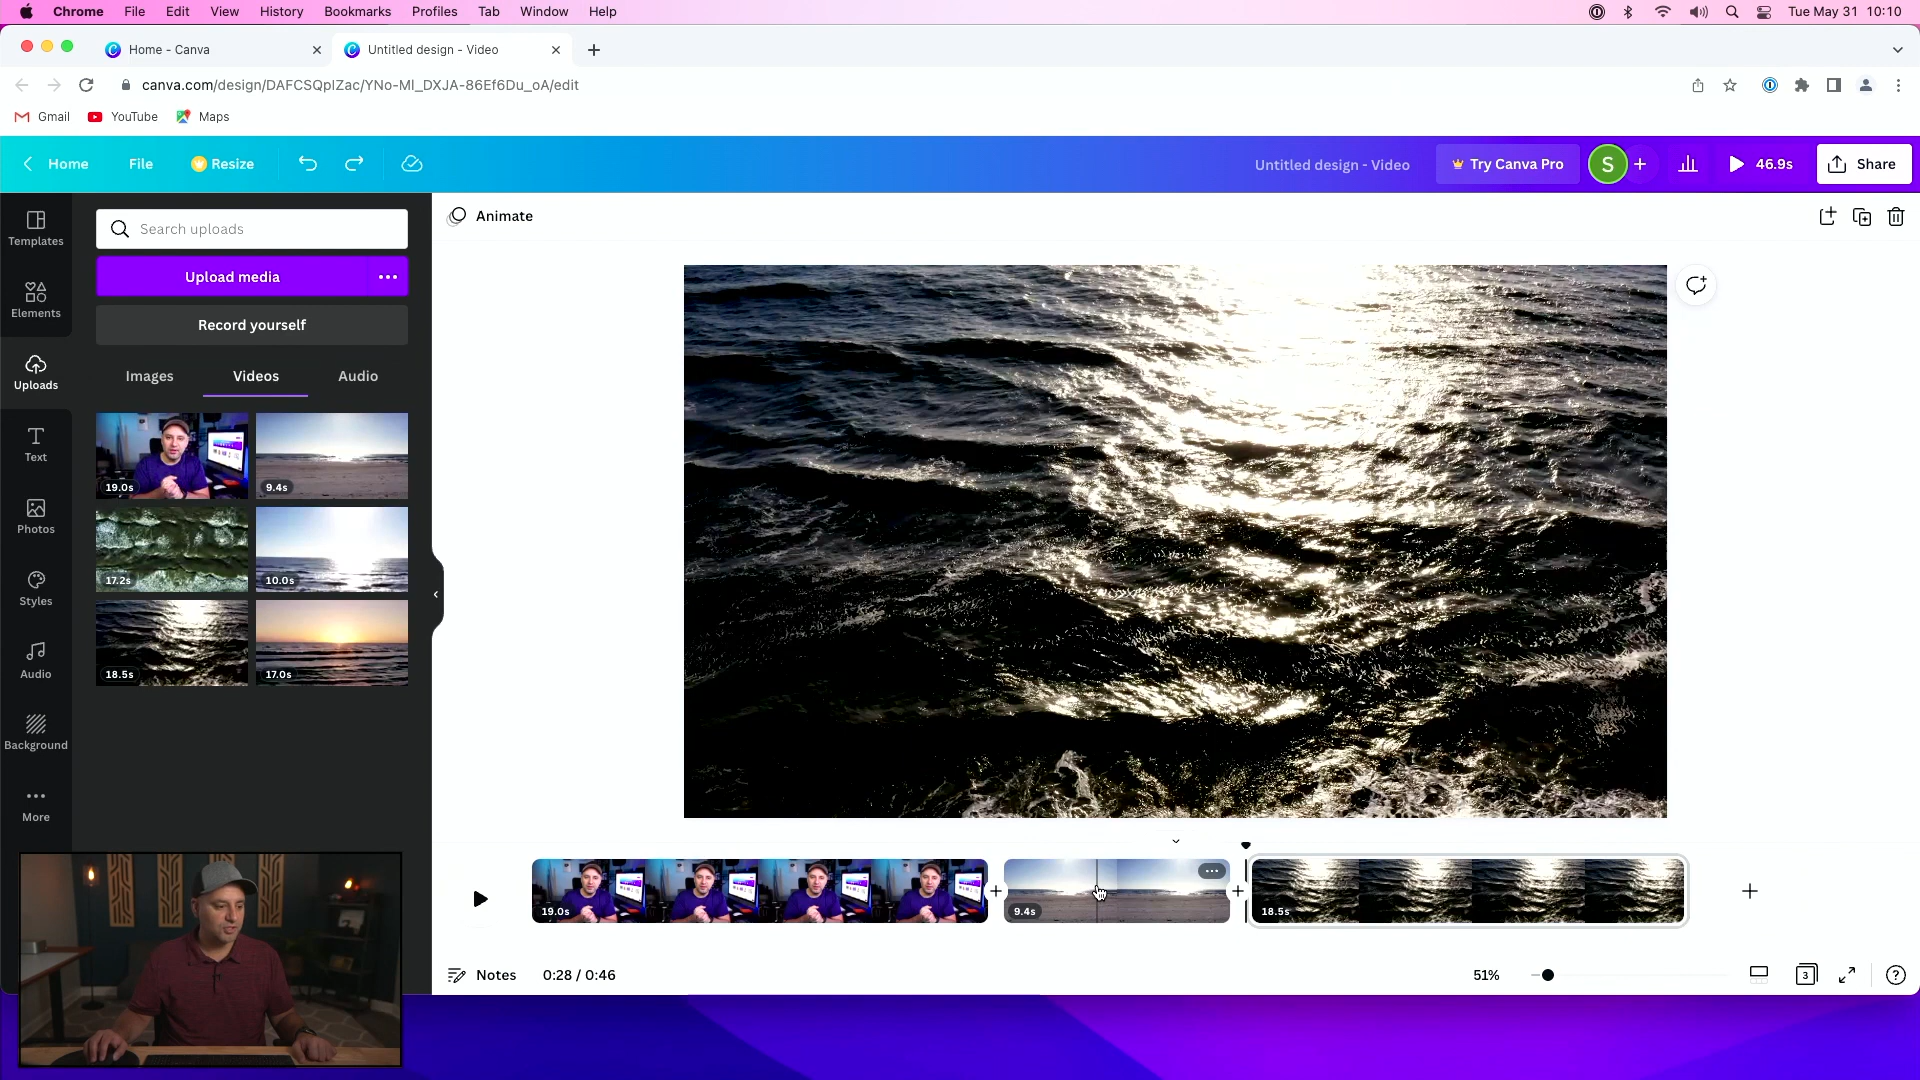 Chrome File Edit View History Bookmarks Profiles Tab Window Help Tue May 31 10:10
Home - Canva Untitled design - Video
canva.com/design/DAFCSQpIZac/YNo-MI_DXJA-86Ef6Du_oA/edit
Gmail YouTube Maps
Home File Resize Untitled design - Video Try Canva Pro S 46.9s Share
Templates
Elements
Uploads
Text
Photos
Styles
Audio
Background
More
Search uploads
Upload media
Record yourself
Images Videos Audio
19.0s 9.4s
17.2s 10.0s
18.5s 17.0s
Animate
19.0s 9.4s 18.5s
Notes 0:28 / 0:46 51% 3